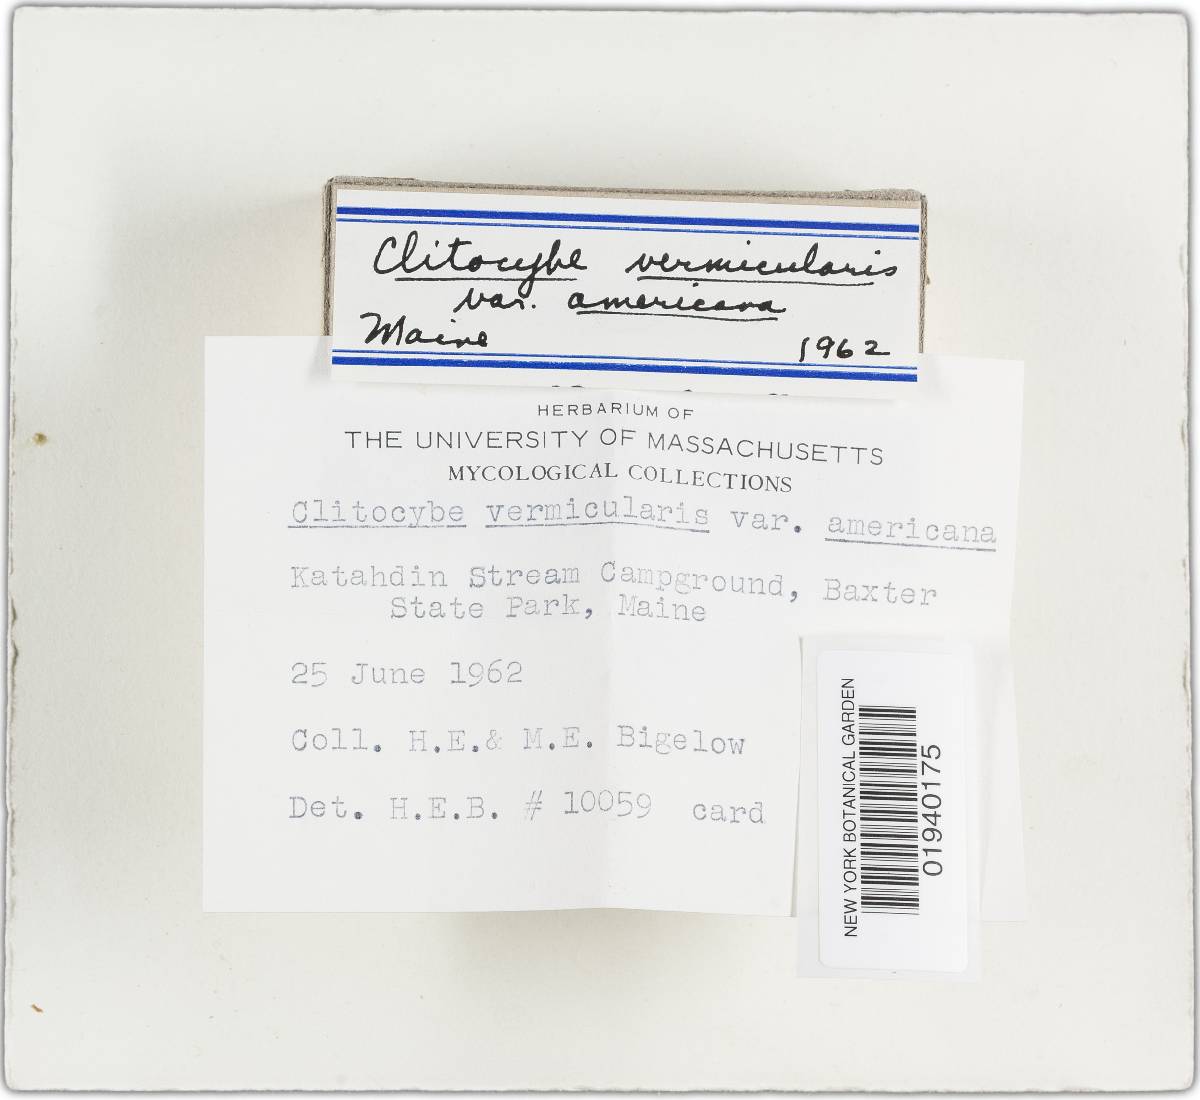 Clitocybe vermicularis
var. americana
Maine 1962
HERBARIUM OF
THE UNIVERSITY OF MASSACHUSETTS
MYCOLOGICAL COLLECTIONS
Clitocybe vermicularis var. americana
Katahdin Stream Campground, Baxter
State Park, Maine
25 June 1962
Coll. H.E.& M.E. Bigelow
Det. H.E.B. # 10059 card
NEW YORK BOTANICAL GARDEN
01940175